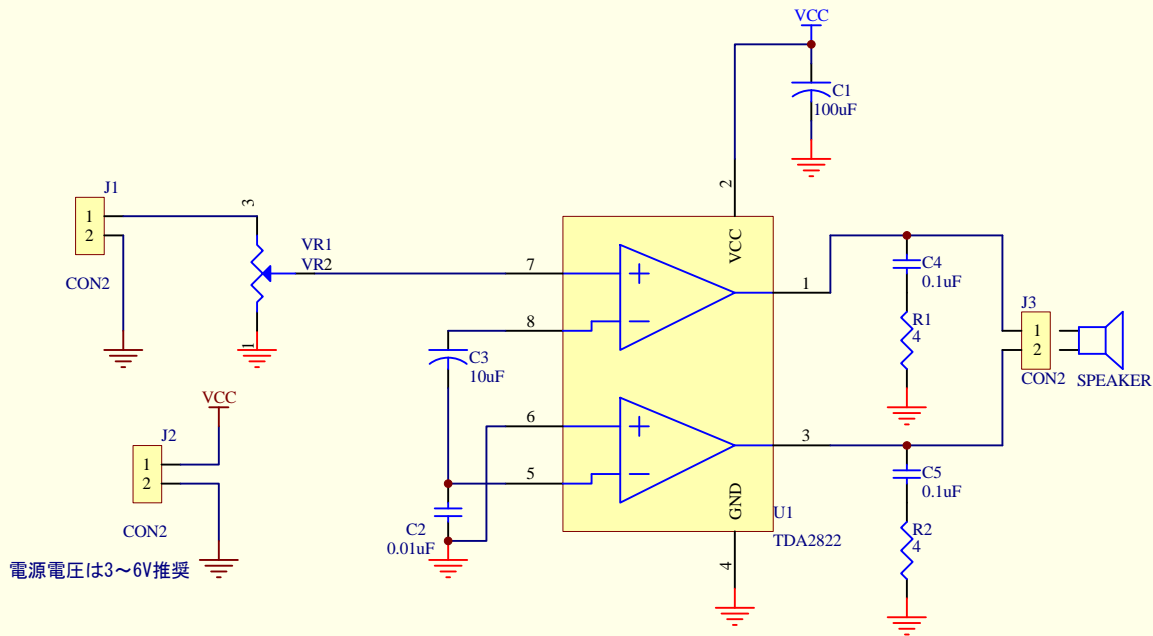 VCC
C1
100uF
2
J1
1
2
CON2
3
VR1
VR2
1
7
VCC
1
8
C3
10uF
6
5
3
C2
0.01uF
GND
4
U1
TDA2822
C4
0.1uF
R1
4
J3
1
2
CON2
SPEAKER
C5
0.1uF
R2
4
VCC
J2
1
2
CON2
電源電圧は3～6V推奨